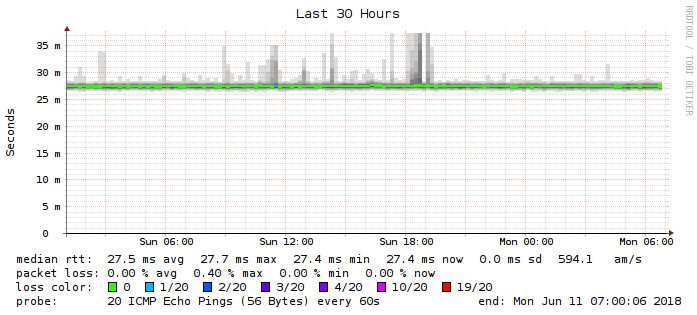 Last 30 Hours
RRDTOOL / TOBI OETIKER
Seconds
35 m
30 m
25 m
20 m
15 m
10 m
5 m
0
Sun 06:00 Sun 12:00 Sun 18:00 Mon 00:00 Mon 06:00
median rtt: 27.5 ms avg 27.7 ms max 27.4 ms min 27.4 ms now 0.0 ms sd 594.1 am/s
packet loss: 0.00 % avg 0.40 % max 0.00 % min 0.00 % now
loss color: 0 1/20 2/20 3/20 4/20 10/20 19/20
probe: 20 ICMP Echo Pings (56 Bytes) every 60s end: Mon Jun 11 07:00:06 2018